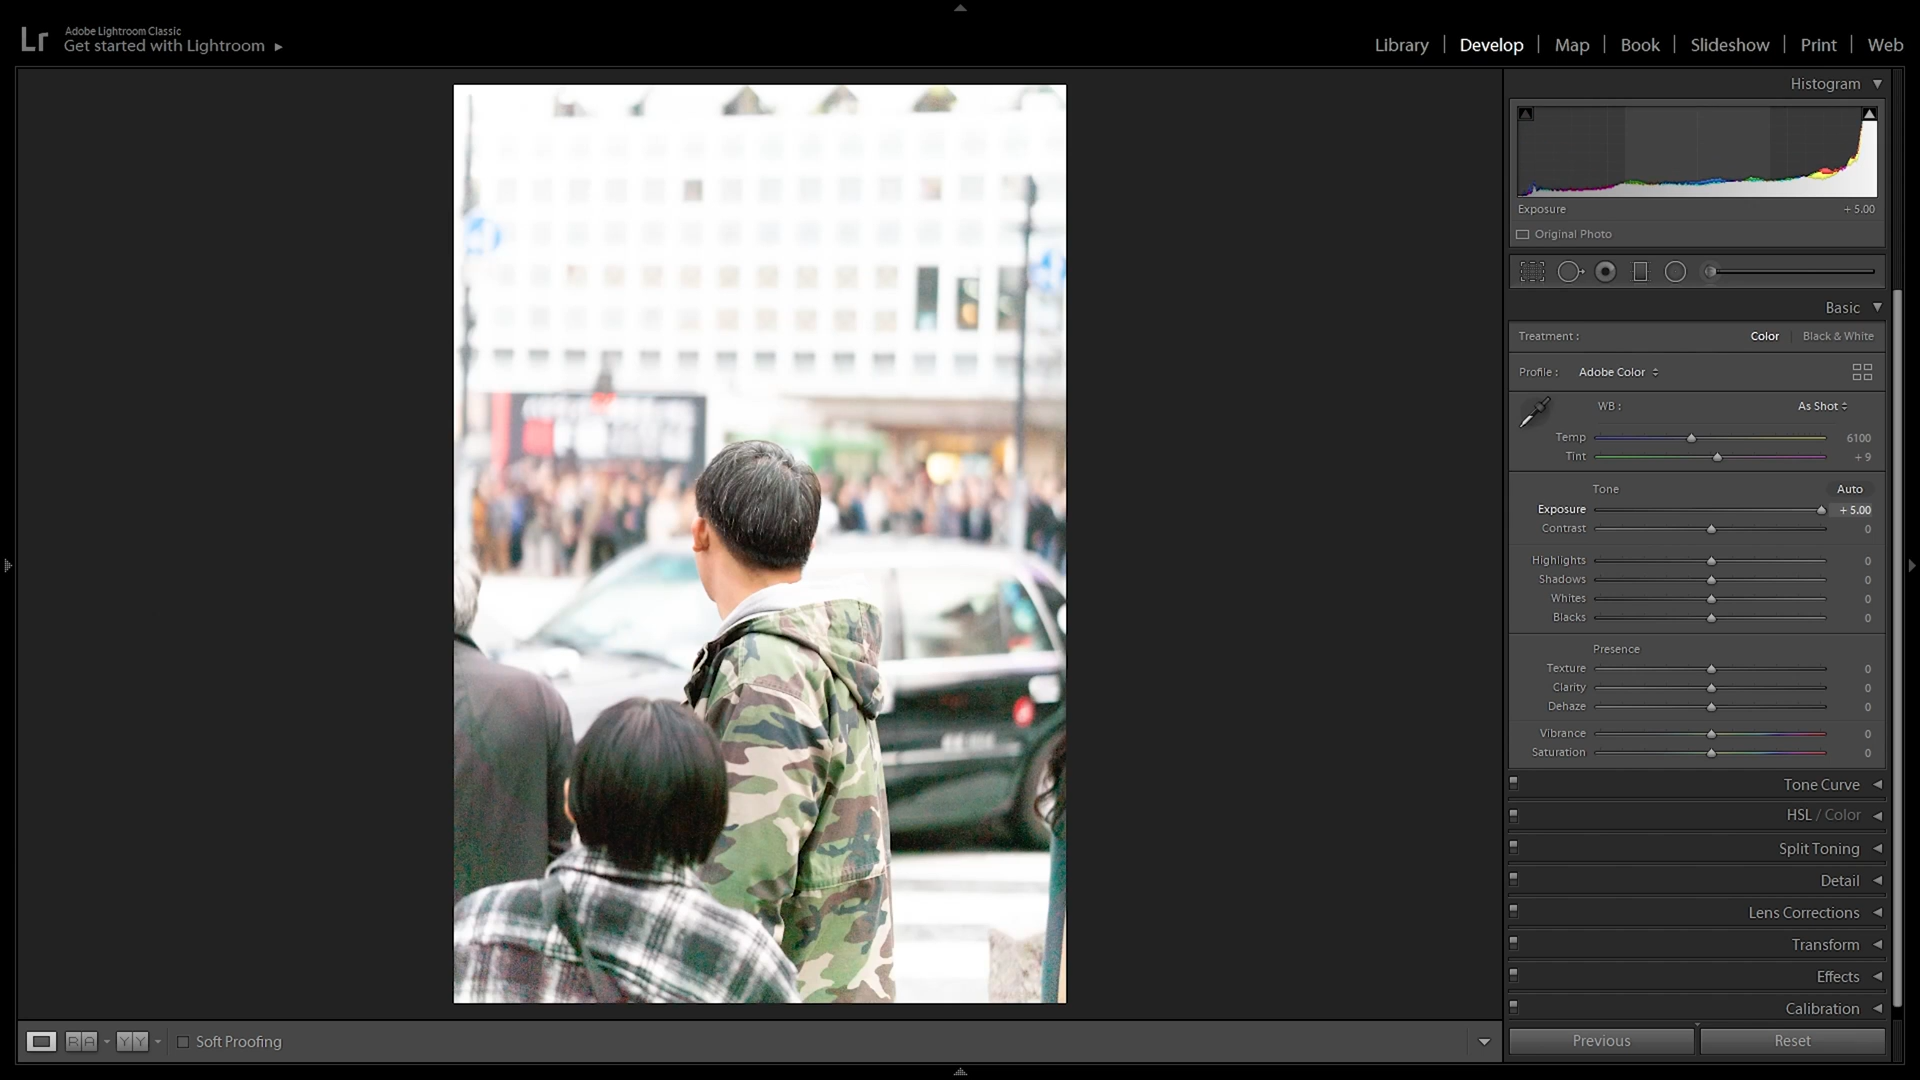 Lr
Adobe Lightroom Classic
Get started with Lightroom
Library | Develop | Map | Book | Slideshow | Print | Web
Histogram
Exposure + 5.00
Original Photo
Basic
Treatment : Color Black & White
Profile : Adobe Color
WB : As Shot
Temp 6100
Tint + 9
Tone Auto
Exposure + 5.00
Contrast 0
Highlights 0
Shadows 0
Whites 0
Blacks 0
Presence
Texture 0
Clarity 0
Dehaze 0
Vibrance 0
Saturation 0
Tone Curve
HSL / Color
Split Toning
Detail
Lens Corrections
Transform
Effects
Calibration
R A Y Y Soft Proofing
Previous Reset